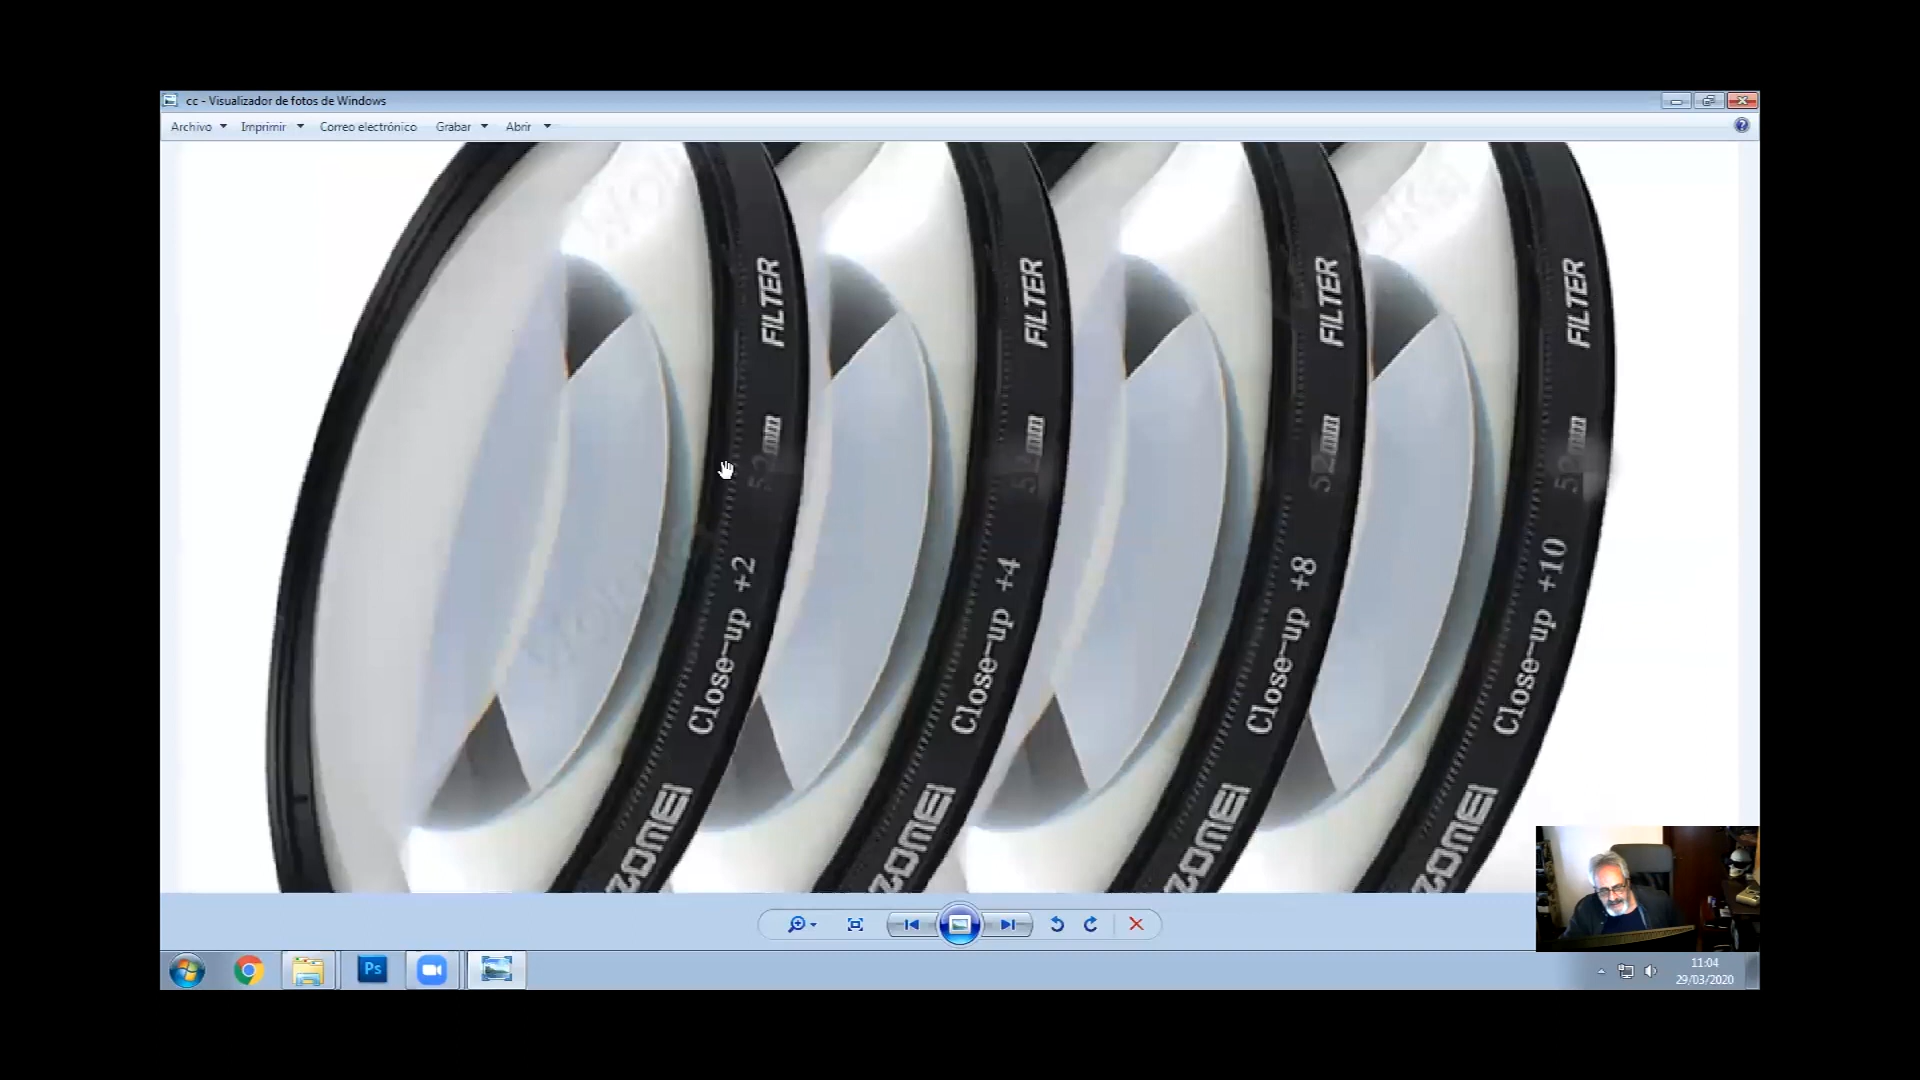 cc - Visualizador de fotos de Windows
Archivo Imprimir Correo electrónico Grabar Abrir
ZOMEI Close-up +2 52mm FILTER
ZOMEI Close-up +4 52mm FILTER
ZOMEI Close-up +8 52mm FILTER
ZOMEI Close-up +10 52mm FILTER
Ps
11:04
29/03/2020